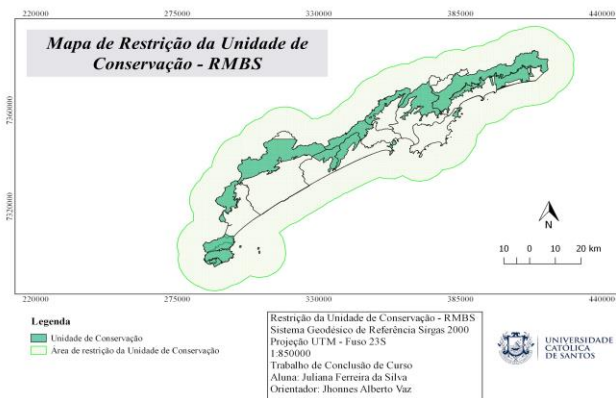 220000 275000 330000 385000 440000
Mapa de Restrição da Unidade de
Conservação - RMBS
7360000
7320000
N
10 0 10 20 km
220000 275000 330000 385000 440000
Legenda
Unidade de Conservação
Área de restrição da Unidade de Conservação
Restrição da Unidade de Conservação - RMBS
Sistema Geodésico de Referência Sirgas 2000
Projeção UTM - Fuso 23S
1:850000
Trabalho de Conclusão de Curso
Aluna: Juliana Ferreira da Silva
Orientador: Jhonnes Alberto Vaz
UNIVERSIDADE
CATÓLICA
DE SANTOS